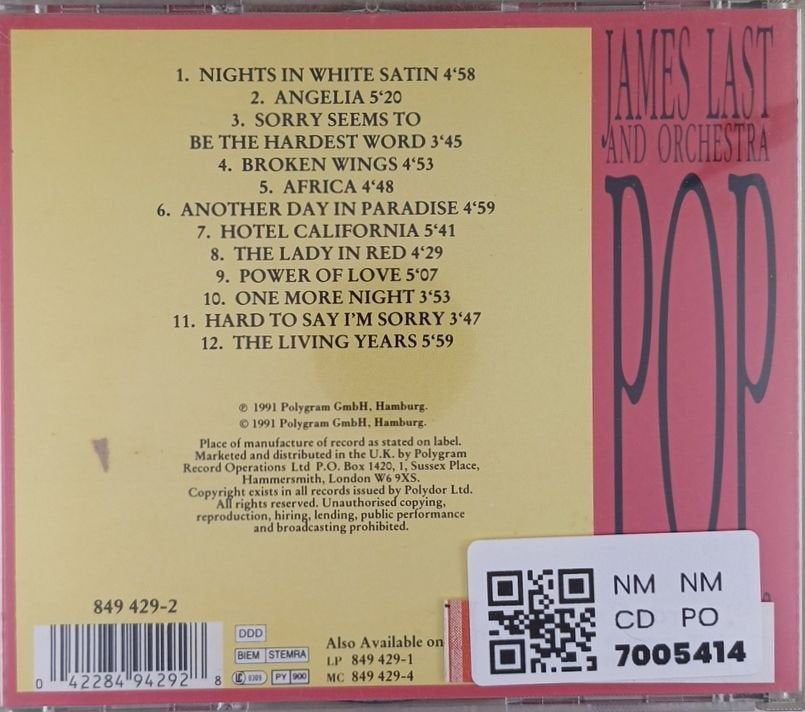 1. NIGHTS IN WHITE SATIN 4‘58
2. ANGELIA 5‘20
3. SORRY SEEMS TO
BE THE HARDEST WORD 3‘45
4. BROKEN WINGS 4‘53
5. AFRICA 4‘48
6. ANOTHER DAY IN PARADISE 4‘59
7. HOTEL CALIFORNIA 5‘41
8. THE LADY IN RED 4‘29
9. POWER OF LOVE 5‘07
10. ONE MORE NIGHT 3‘53
11. HARD TO SAY I'M SORRY 3‘47
12. THE LIVING YEARS 5‘59
℗ 1991 Polygram GmbH, Hamburg.
© 1991 Polygram GmbH, Hamburg.
Place of manufacture of record as stated on label.
Marketed and distributed in the U.K. by Polygram
Record Operations Ltd P.O. Box 1420, 1, Sussex Place,
Hammersmith, London W6 9XS.
Copyright exists in all records issued by Polydor Ltd.
All rights reserved. Unauthorised copying,
reproduction, hiring, lending, public performance
and broadcasting prohibited.
849 429-2
0 42284 94292 8
DDD
BIEM STEMRA
LC 0309 PY 900
Also Available on
LP 849 429-1
MC 849 429-4
JAMES LAST
AND ORCHESTRA
POP
NM NM
CD PO
7005414